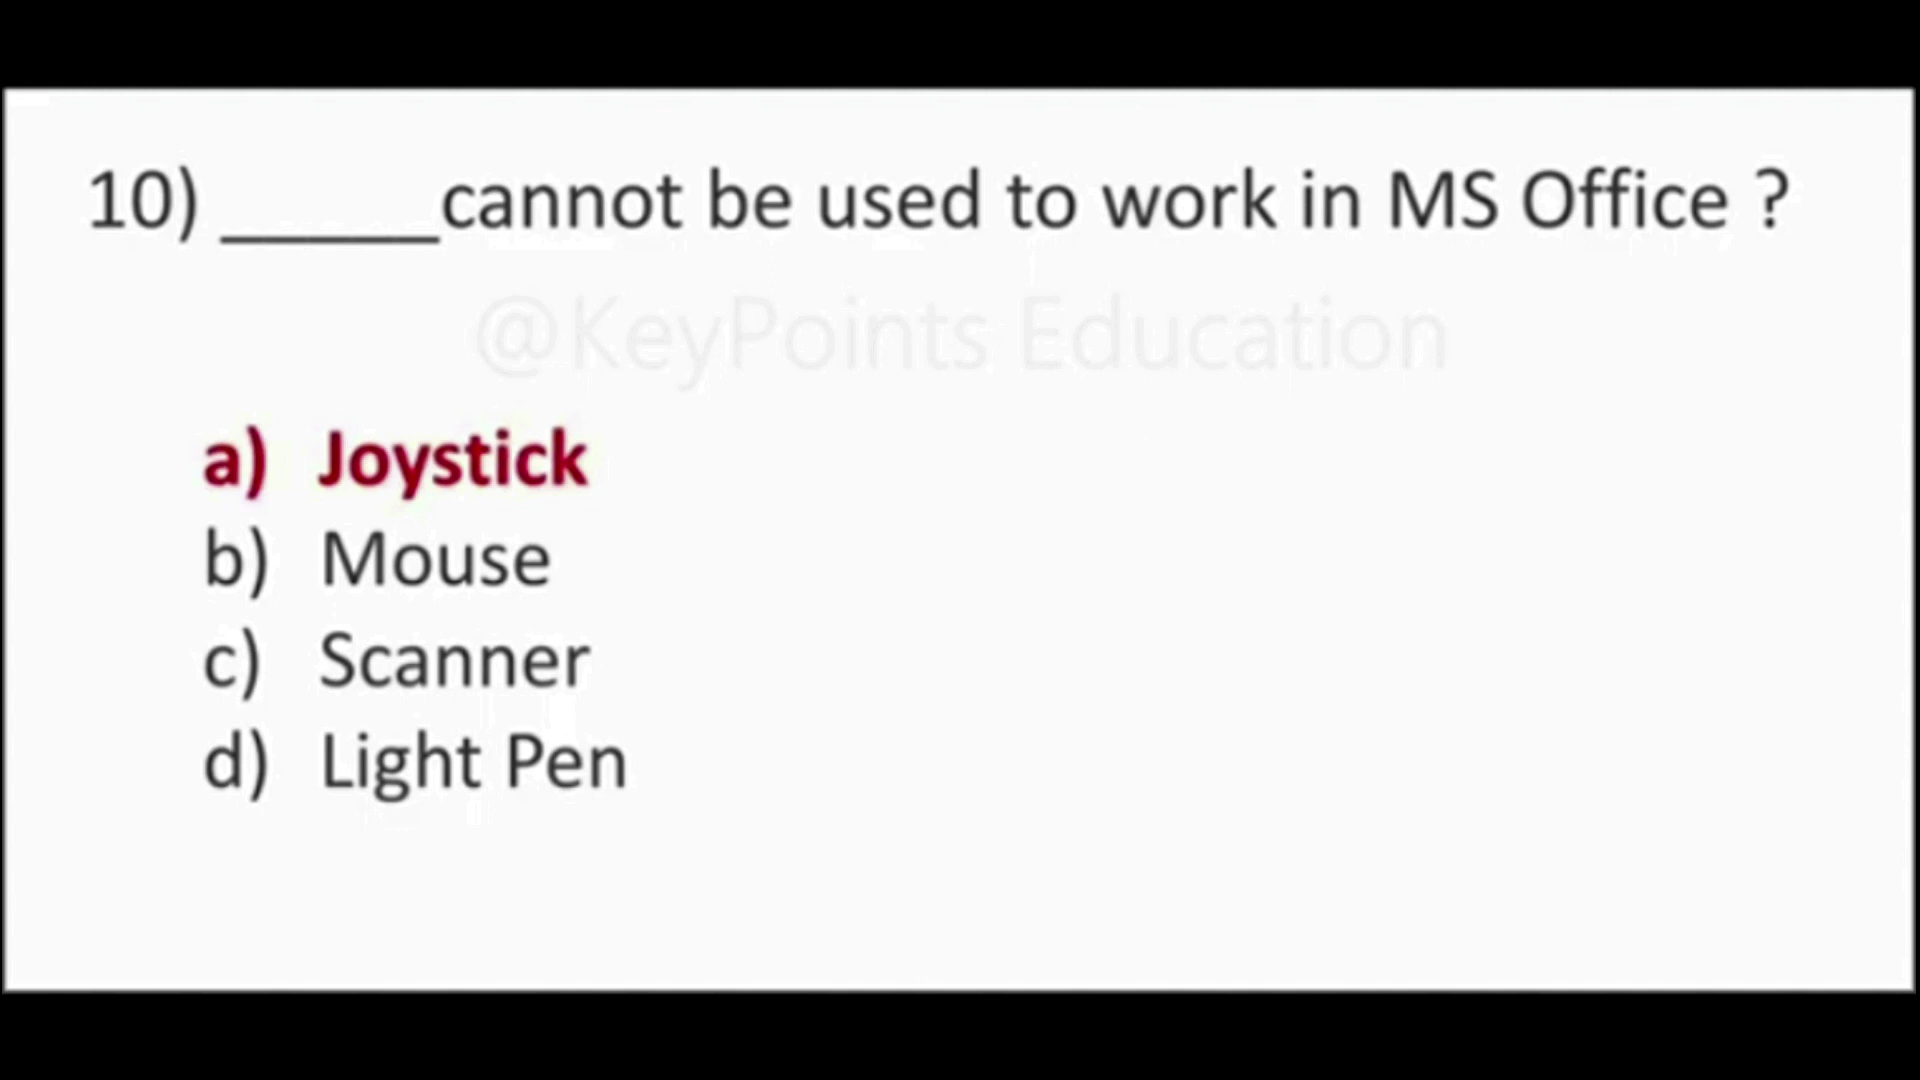 10) ______cannot be used to work in MS Office ?
@KeyPoints Education
a) Joystick
b) Mouse
c) Scanner
d) Light Pen